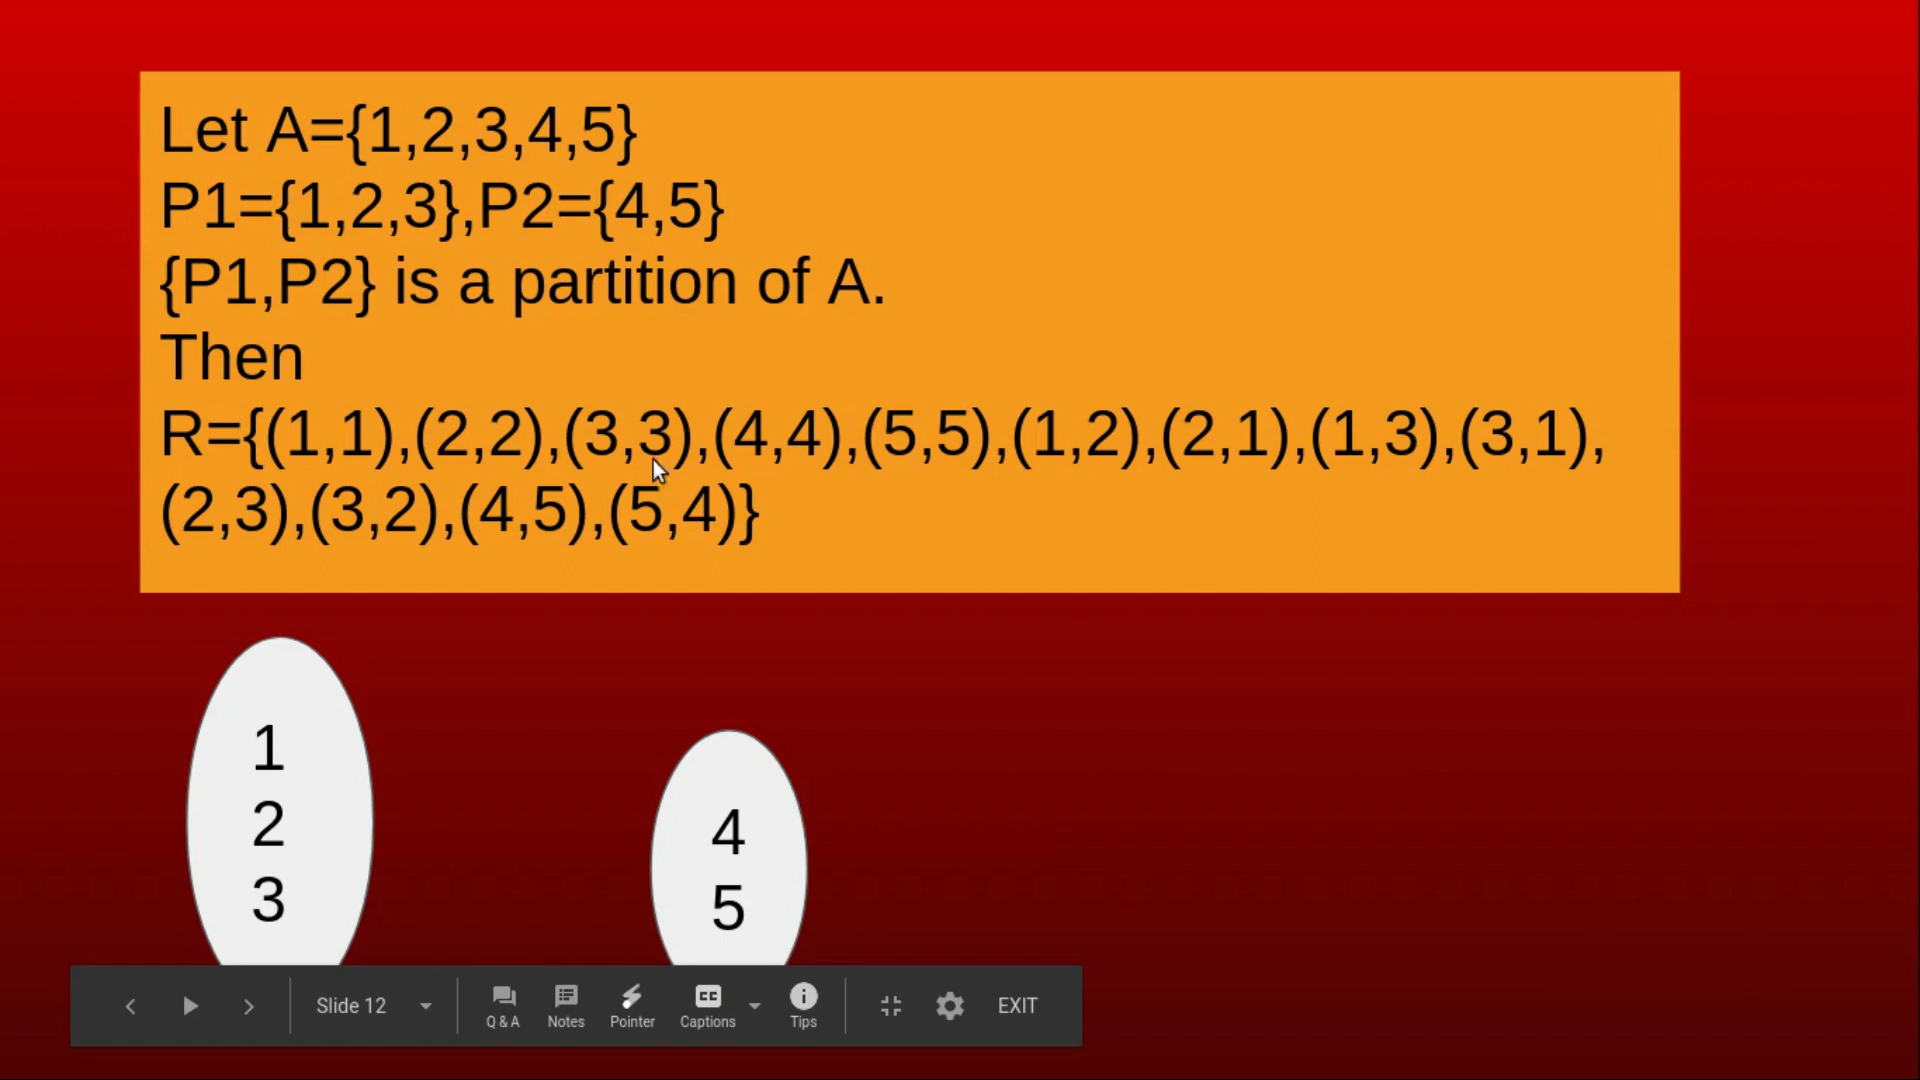 Let A={1,2,3,4,5}
P1={1,2,3},P2={4,5}
{P1,P2} is a partition of A.
Then
R={(1,1),(2,2),(3,3),(4,4),(5,5),(1,2),(2,1),(1,3),(3,1),
(2,3),(3,2),(4,5),(5,4)}
1
2
3
4
5
Slide 12
Q & A
Notes
Pointer
CC
Captions
Tips
EXIT